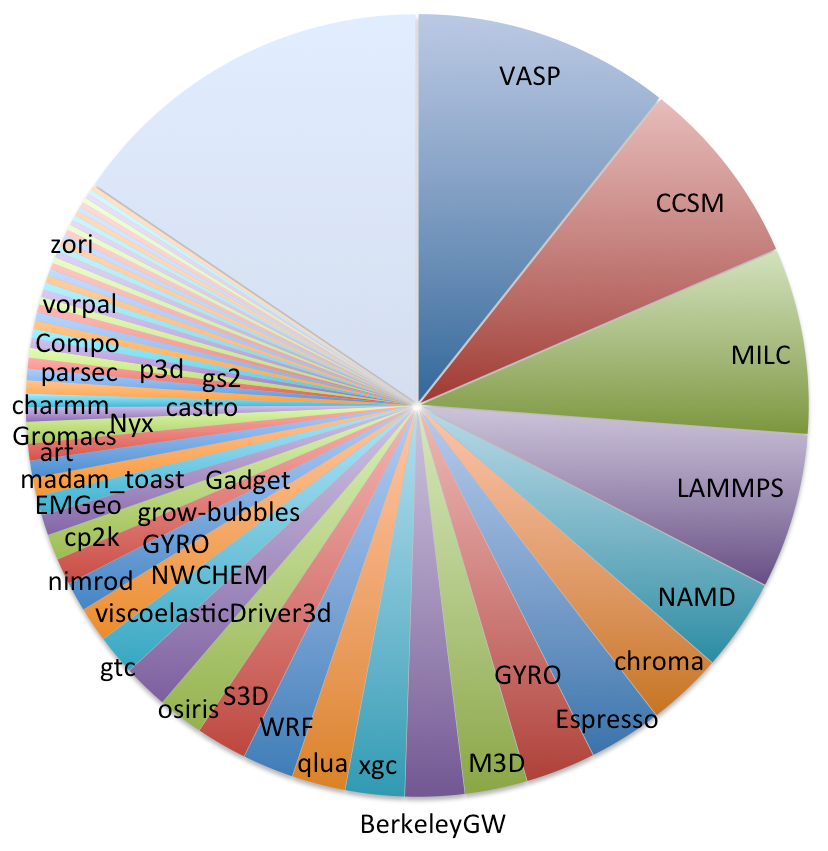 VASP
CCSM
MILC
LAMMPS
NAMD
chroma
Espresso
GYRO
M3D
BerkeleyGW
xgc
qlua
WRF
S3D
osiris
gtc
viscoelasticDriver3d
NWCHEM
nimrod
GYRO
cp2k
grow-bubbles
EMGeo
Gadget
madam_toast
art
Gromacs
Nyx
charmm
castro
parsec
gs2
p3d
Compo
vorpal
zori